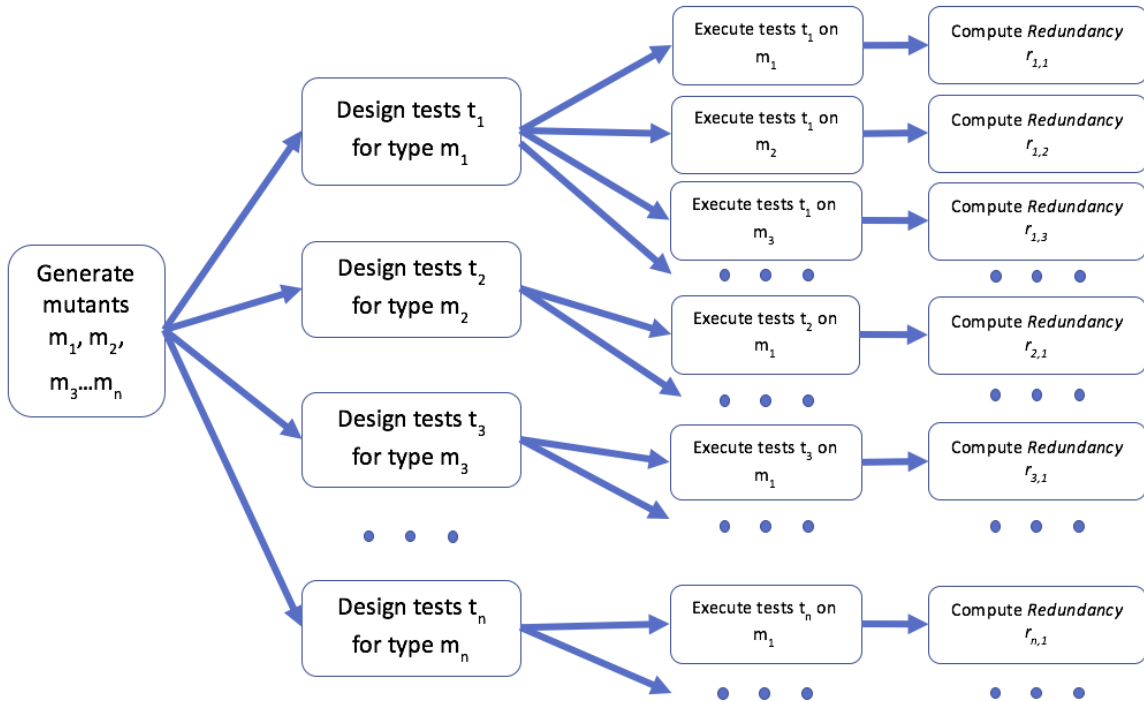 Generate
mutants
m₁, m₂,
m₃...mₙ
Design tests t₁
for type m₁
Design tests t₂
for type m₂
Design tests t₃
for type m₃
Design tests tₙ
for type mₙ
Execute tests t₁ on
m₁
Execute tests t₁ on
m₂
Execute tests t₁ on
m₃
Execute tests t₂ on
m₁
Execute tests t₃ on
m₁
Execute tests tₙ on
m₁
Compute Redundancy
r₁,₁
Compute Redundancy
r₁,₂
Compute Redundancy
r₁,₃
Compute Redundancy
r₂,₁
Compute Redundancy
r₃,₁
Compute Redundancy
rₙ,₁